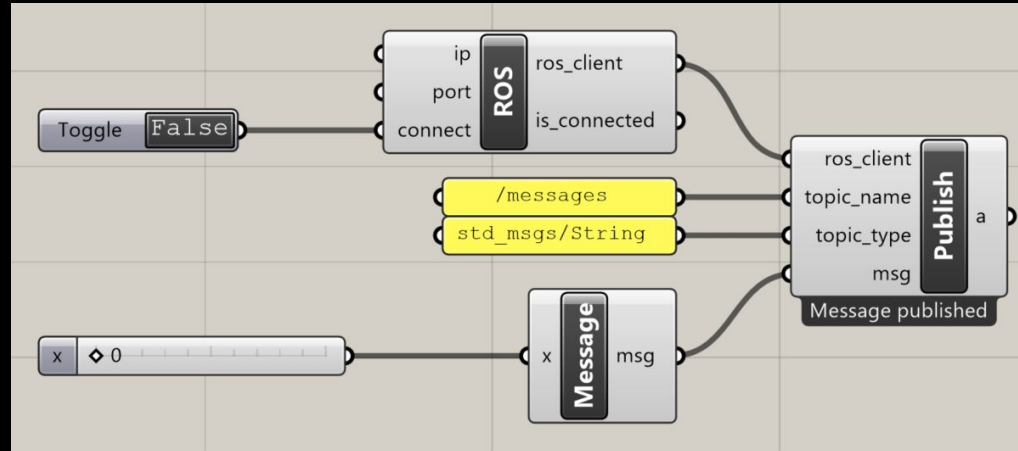 ip
port
connect
ROS
ros_client
is_connected
Toggle
False
/messages
std_msgs/String
ros_client
topic_name
topic_type
msg
Publish
a
Message published
x
0
x
Message
msg